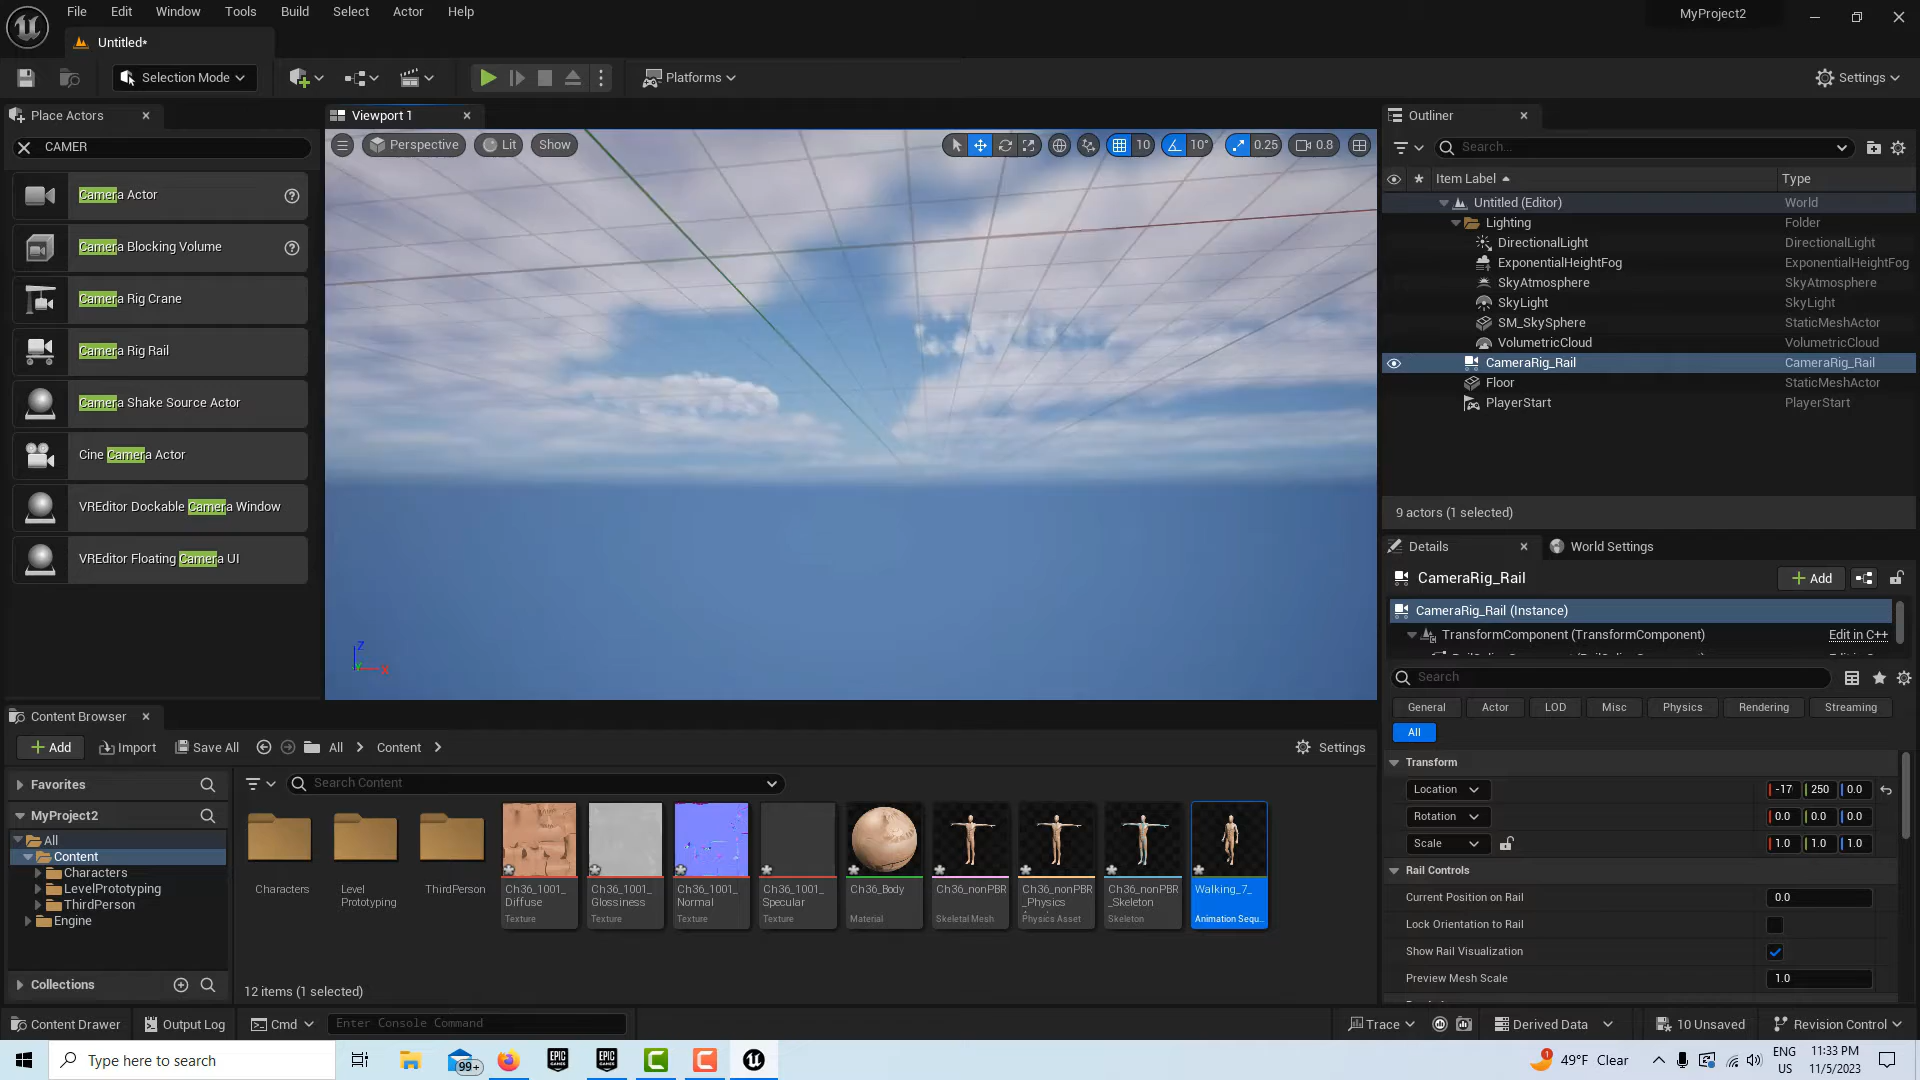 File Edit Window Tools Build Select Actor Help
MyProject2
Untitled*
Selection Mode
Platforms
Settings
Place Actors
CAMER
Camera Actor
Camera Blocking Volume
Camera Rig Crane
Camera Rig Rail
Camera Shake Source Actor
Cine Camera Actor
VREditor Dockable Camera Window
VREditor Floating Camera UI
Viewport 1
Perspective Lit Show
10 10° 0.25 0.8
Z
Y
X
Outliner
Search...
Item Label Type
Untitled (Editor) World
Lighting Folder
DirectionalLight DirectionalLight
ExponentialHeightFog ExponentialHeightFog
SkyAtmosphere SkyAtmosphere
SkyLight SkyLight
SM_SkySphere StaticMeshActor
VolumetricCloud VolumetricCloud
CameraRig_Rail CameraRig_Rail
Floor StaticMeshActor
PlayerStart PlayerStart
9 actors (1 selected)
Details World Settings
CameraRig_Rail Add
CameraRig_Rail (Instance)
TransformComponent (TransformComponent) Edit in C++
Search
General Actor LOD Misc Physics Rendering Streaming
All
Transform
Location -17 250 0.0
Rotation 0.0 0.0 0.0
Scale 1.0 1.0 1.0
Rail Controls
Current Position on Rail 0.0
Lock Orientation to Rail
Show Rail Visualization
Preview Mesh Scale 1.0
Content Browser
Add Import Save All All Content Settings
Favorites
Search Content
MyProject2
All
Content
Characters
LevelPrototyping
ThirdPerson
Engine
Collections
Characters
Level
Prototyping
ThirdPerson
Ch36_1001_
Diffuse
Texture
Ch36_1001_
Glossiness
Texture
Ch36_1001_
Normal
Texture
Ch36_1001_
Specular
Texture
Ch36_Body
Material
Ch36_nonPBR
Skeletal Mesh
Ch36_nonPBR
_Physics
Physics Asset
Ch36_nonPBR
_Skeleton
Skeleton
Walking_7_
Animation Sequ..
12 items (1 selected)
Content Drawer Output Log Cmd Enter Console Command
Trace Derived Data 10 Unsaved Revision Control
Type here to search
99+
EPIC
GAMES
EPIC
GAMES
C
C
1
49°F Clear
ENG
US
11:33 PM
11/5/2023